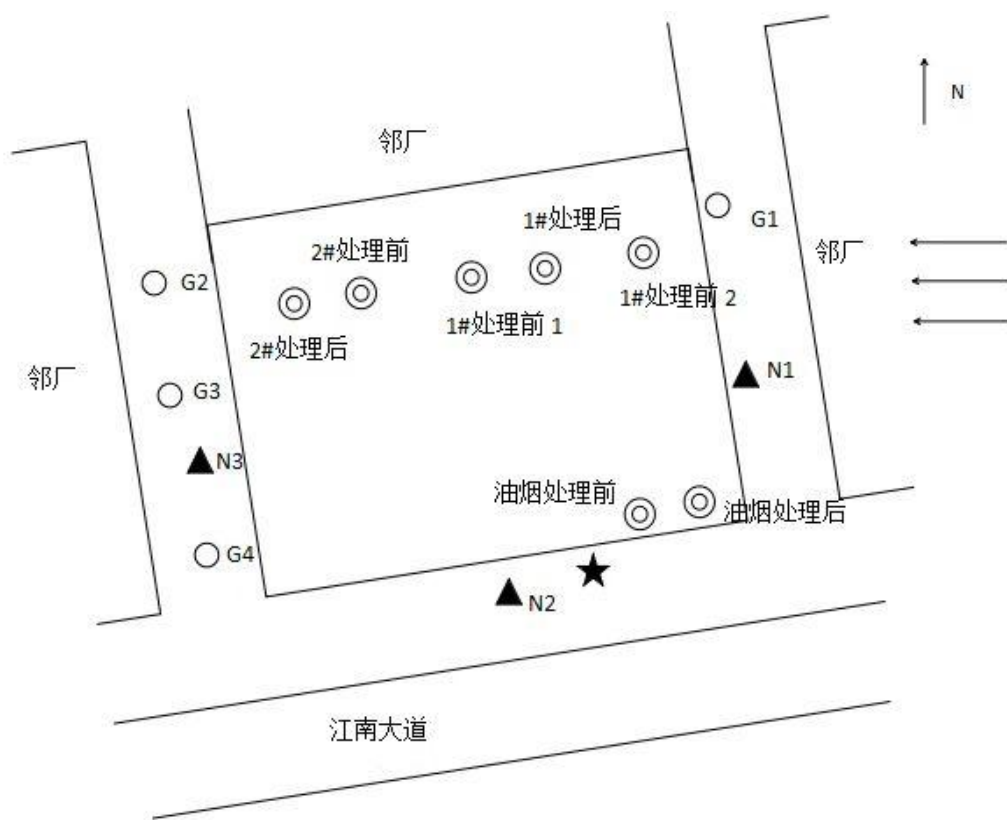 N
邻厂
G1
1#处理后
2#处理前
邻厂
G2
1#处理前 2
1#处理前 1
2#处理后
邻厂
N1
G3
N3
油烟处理前
油烟处理后
G4
N2
江南大道